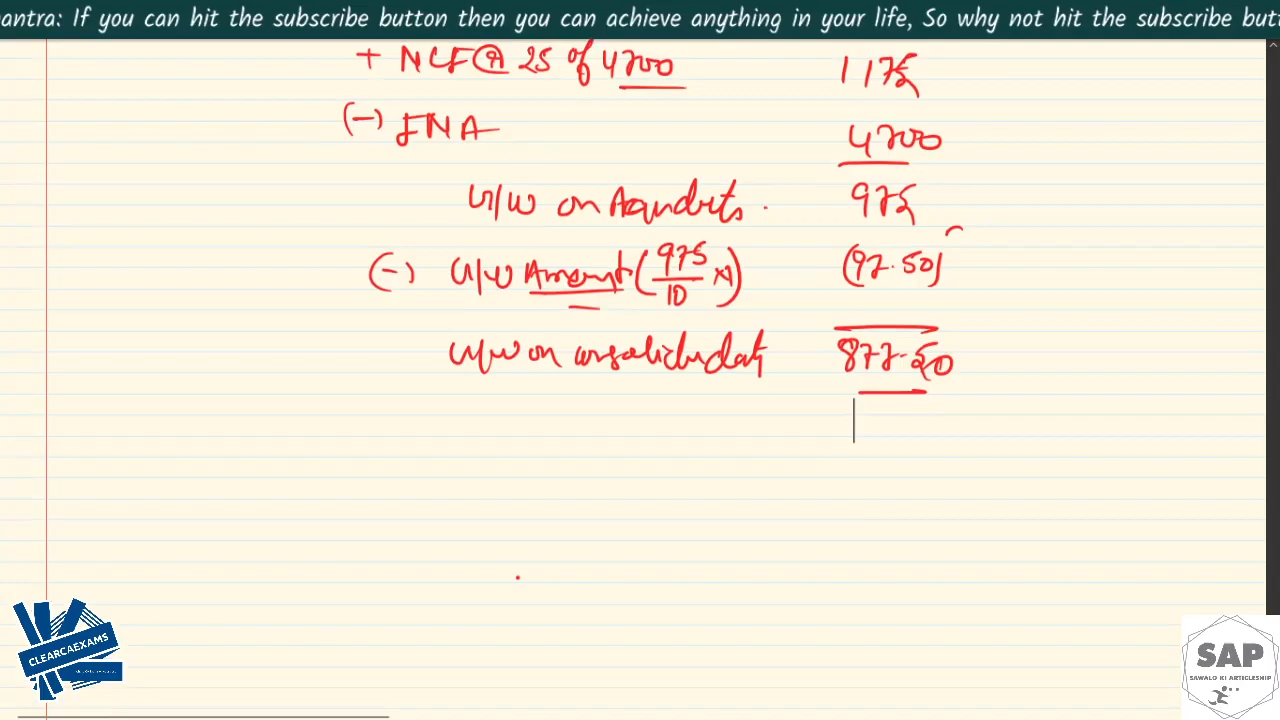 antra: If you can hit the subscribe button then you can achieve anything in your life, So why not hit the subscribe but
+ NCI @ 25 of 4700 1175
(-) FNA 4700
G/W on Acquisition. 975
(-) G/W Amount (975/10 × 1) (97.50)
G/W on consolidation 877.50
CLEARCAEXAMS
SAP
SAWALO KI ARTICLESHIP